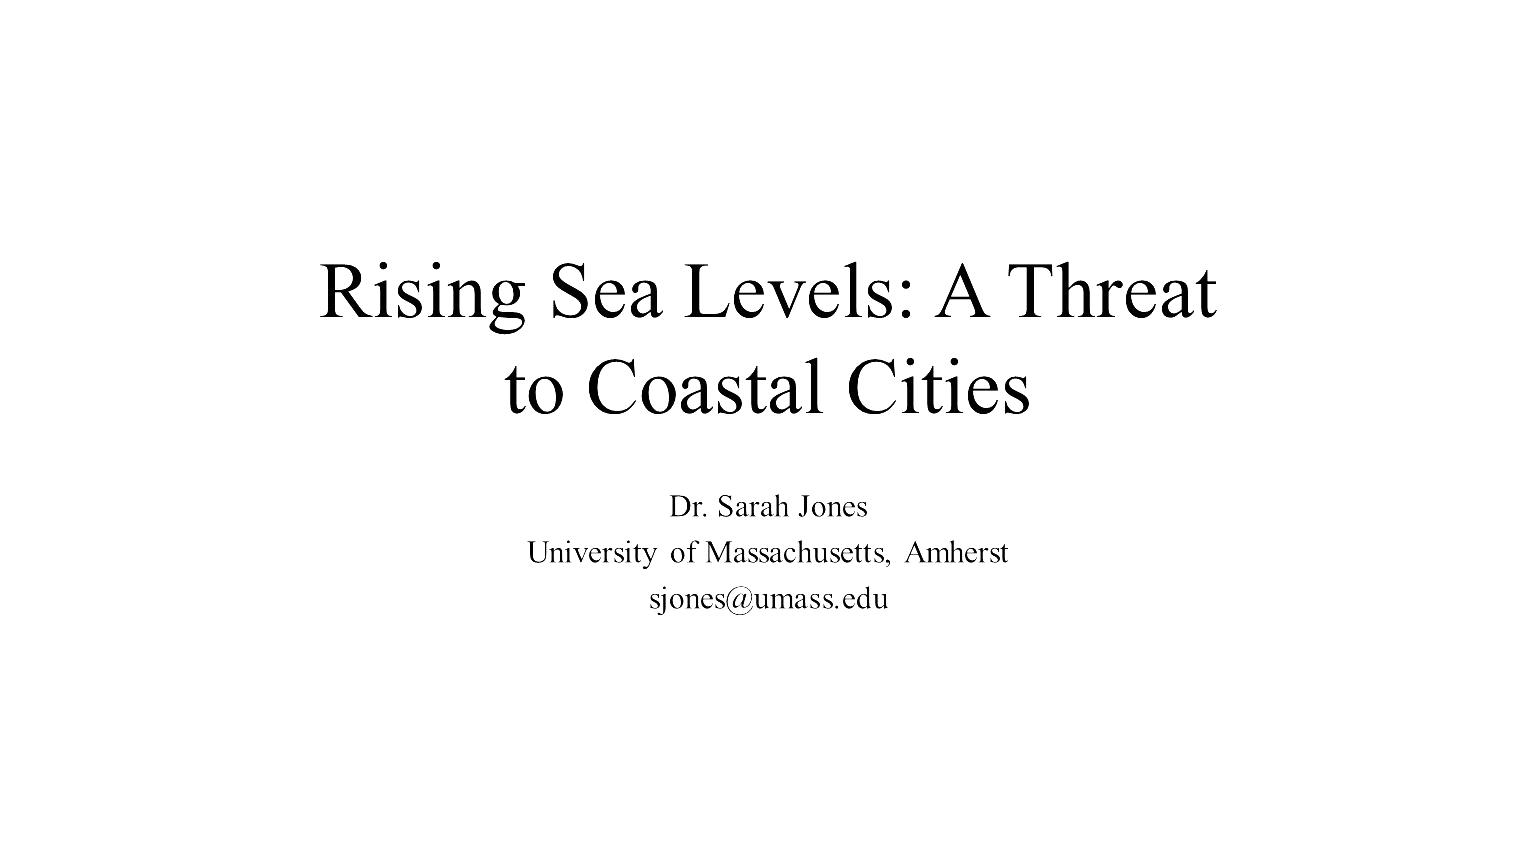 Rising Sea Levels: A Threat
to Coastal Cities
Dr. Sarah Jones
University of Massachusetts, Amherst
sjones@umass.edu